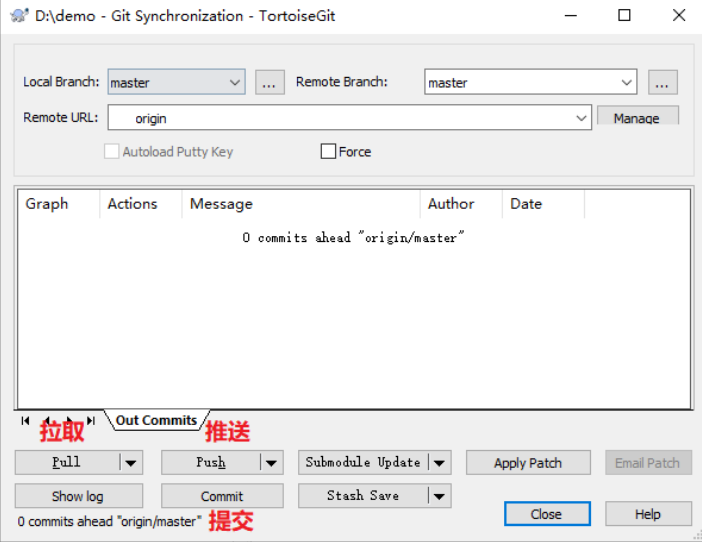 D:\demo - Git Synchronization - TortoiseGit
Local Branch: master ... Remote Branch: master ...
Remote URL: origin Manage
Autoload Putty Key Force
Graph Actions Message Author Date
0 commits ahead "origin/master"
拉取 Out Commits 推送
Pull Push Submodule Update Apply Patch Email Patch
Show log Commit Stash Save
0 commits ahead "origin/master" 提交 Close Help